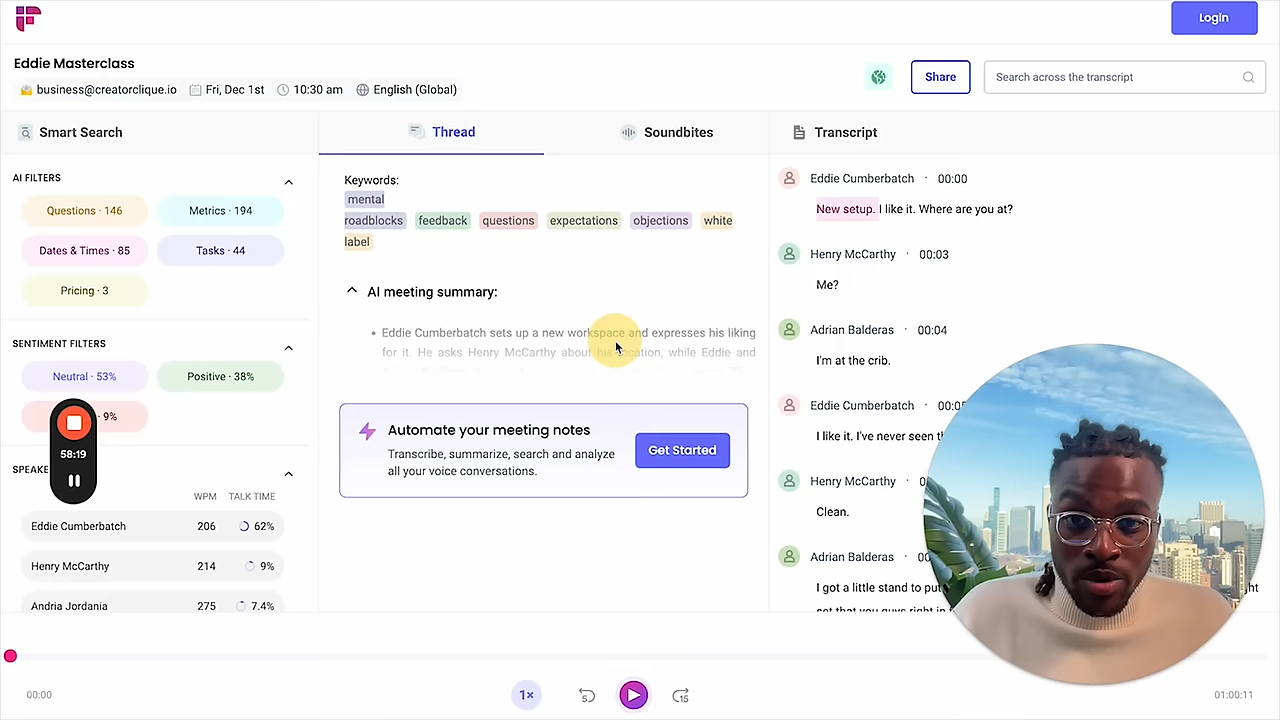 Login
Eddie Masterclass
business@creatorclique.io
Fri, Dec 1st
10:30 am
English (Global)
Share
Search across the transcript
Smart Search
AI FILTERS
Questions · 146
Metrics · 194
Dates & Times · 85
Tasks · 44
Pricing · 3
SENTIMENT FILTERS
Neutral · 53%
Positive · 38%
· 9%
58:19
SPEAKE
WPM TALK TIME
Eddie Cumberbatch 206 62%
Henry McCarthy 214 9%
Andria Jordania 275 7.4%
Thread
Soundbites
Keywords:
mental
roadblocks feedback questions expectations objections white
label
AI meeting summary:
• Eddie Cumberbatch sets up a new workspace and expresses his liking
for it. He asks Henry McCarthy about his location, while Eddie and
Automate your meeting notes
Transcribe, summarize, search and analyze
all your voice conversations.
Get Started
Transcript
Eddie Cumberbatch · 00:00
New setup. I like it. Where are you at?
Henry McCarthy · 00:03
Me?
Adrian Balderas · 00:04
I'm at the crib.
Eddie Cumberbatch ·
I like it. I've never seen
Henry McCarthy ·
Clean.
Adrian Balderas ·
I got a little stand to put
set that you guys right in
00:00
1×
5
15
01:00:11